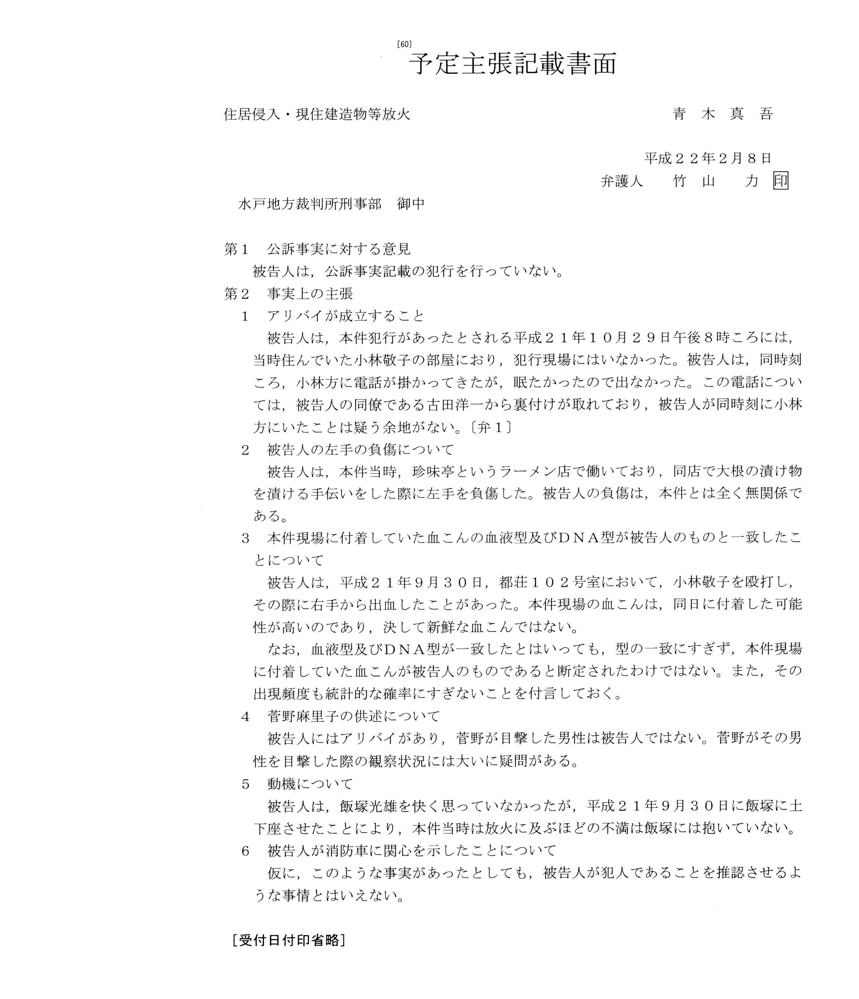 [60]
予定主張記載書面
住居侵入・現住建造物等放火　青　木　真　吾
平成２２年２月８日
弁護人　竹　山　　力　印
水戸地方裁判所刑事部　御中
第１　公訴事実に対する意見
被告人は，公訴事実記載の犯行を行っていない。
第２　事実上の主張
１　アリバイが成立すること
被告人は，本件犯行があったとされる平成２１年１０月２９日午後８時ころには，
当時住んでいた小林敬子の部屋におり，犯行現場にはいなかった。被告人は，同時刻
ころ，小林方に電話が掛かってきたが，眠たかったので出なかった。この電話につい
ては，被告人の同僚である古田洋一から裏付けが取れており，被告人が同時刻に小林
方にいたことは疑う余地がない。〔弁１〕
２　被告人の左手の負傷について
被告人は，本件当時，珍味亭というラーメン店で働いており，同店で大根の漬け物
を漬ける手伝いをした際に左手を負傷した。被告人の負傷は，本件とは全く無関係で
ある。
３　本件現場に付着していた血こんの血液型及びＤＮＡ型が被告人のものと一致したこ
とについて
被告人は，平成２１年９月３０日，都荘１０２号室において，小林敬子を殴打し，
その際に右手から出血したことがあった。本件現場の血こんは，同日に付着した可能
性が高いのであり，決して新鮮な血こんではない。
なお，血液型及びＤＮＡ型が一致したとはいっても，型の一致にすぎず，本件現場
に付着していた血こんが被告人のものであると断定されたわけではない。また，その
出現頻度も統計的な確率にすぎないことを付言しておく。
４　菅野麻里子の供述について
被告人にはアリバイがあり，菅野が目撃した男性は被告人ではない。菅野がその男
性を目撃した際の観察状況には大いに疑問がある。
５　動機について
被告人は，飯塚光雄を快く思っていなかったが，平成２１年９月３０日に飯塚に土
下座させたことにより，本件当時は放火に及ぶほどの不満は飯塚には抱いていない。
６　被告人が消防車に関心を示したことについて
仮に，このような事実があったとしても，被告人が犯人であることを推認させるよ
うな事情とはいえない。
［受付日付印省略］